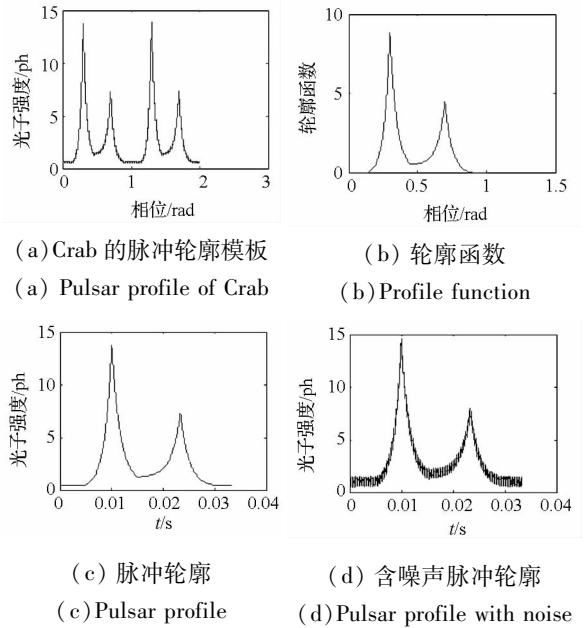 光子强度/ph
15
10
5
0
0 1 2 3
相位/rad
轮廓函数
10
5
0
0 0.5 1 1.5
相位/rad
(a)Crab 的脉冲轮廓模板
(a) Pulsar profile of Crab
(b) 轮廓函数
(b)Profile function
光子强度/ph
15
10
5
0
0 0.01 0.02 0.03 0.04
t/s
光子强度/ph
15
10
5
0
0 0.01 0.02 0.03 0.04
t/s
(c) 脉冲轮廓
(c)Pulsar profile
(d) 含噪声脉冲轮廓
(d)Pulsar profile with noise